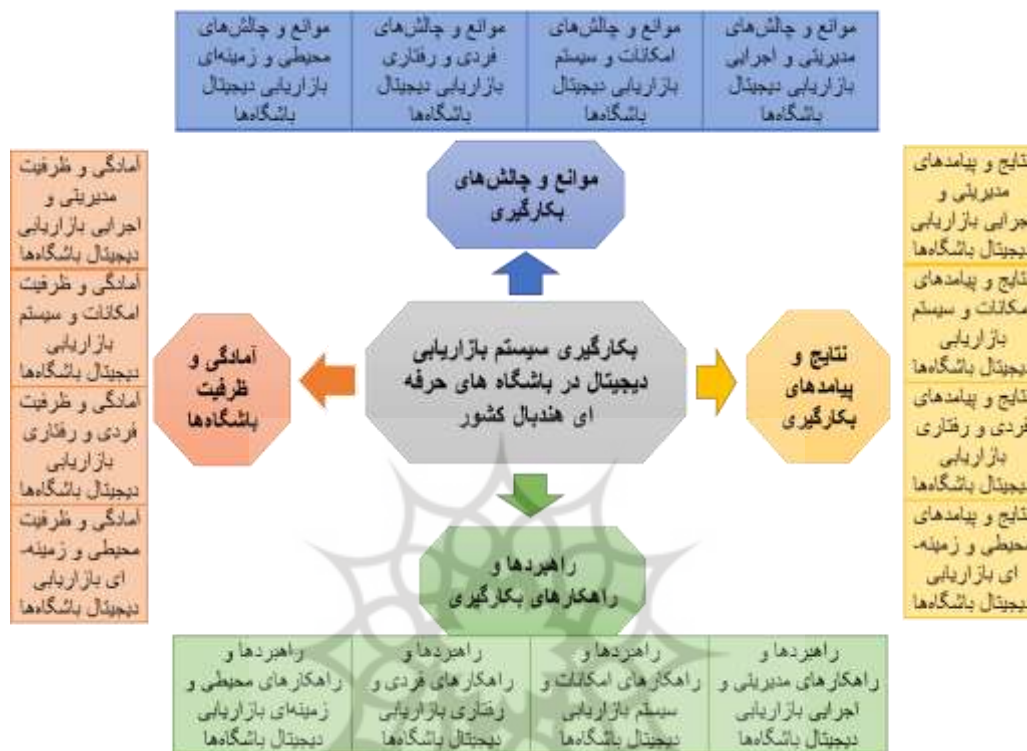 موانع و چالش‌های
مدیریتی و اجرایی
بازاریابی دیجیتال
باشگاه‌ها
موانع و چالش‌های
امکانات و سیستم
بازاریابی دیجیتال
باشگاه‌ها
موانع و چالش‌های
فردی و رفتاری
بازاریابی دیجیتال
باشگاه‌ها
موانع و چالش‌های
محیطی و زمینه‌ای
بازاریابی دیجیتال
باشگاه‌ها
موانع و چالش‌های
بکارگیری
نتایج و پیامدهای
مدیریتی و
اجرایی بازاریابی
دیجیتال باشگاه‌ها
نتایج و پیامدهای
امکانات و سیستم
بازاریابی
دیجیتال باشگاه‌ها
نتایج و پیامدهای
فردی و رفتاری
بازاریابی
دیجیتال باشگاه‌ها
نتایج و پیامدهای
محیطی و زمینه-
ای بازاریابی
دیجیتال باشگاه‌ها
نتایج و
پیامدهای
بکارگیری
بکارگیری سیستم بازاریابی
دیجیتال در باشگاه های حرفه
ای هندبال کشور
آمادگی و
ظرفیت
باشگاه‌ها
آمادگی و ظرفیت
مدیریتی و
اجرایی بازاریابی
دیجیتال باشگاه‌ها
آمادگی و ظرفیت
امکانات و سیستم
بازاریابی
دیجیتال باشگاه‌ها
آمادگی و ظرفیت
فردی و رفتاری
بازاریابی
دیجیتال باشگاه‌ها
آمادگی و ظرفیت
محیطی و زمینه-
ای بازاریابی
دیجیتال باشگاه‌ها
راهبردها و
راهکارهای بکارگیری
راهبردها و
راهکارهای مدیریتی و
اجرایی بازاریابی
دیجیتال باشگاه‌ها
راهبردها و
راهکارهای امکانات و
سیستم بازاریابی
دیجیتال باشگاه‌ها
راهبردها و
راهکارهای فردی و
رفتاری بازاریابی
دیجیتال باشگاه‌ها
راهبردها و
راهکارهای محیطی و
زمینه‌ای بازاریابی
دیجیتال باشگاه‌ها